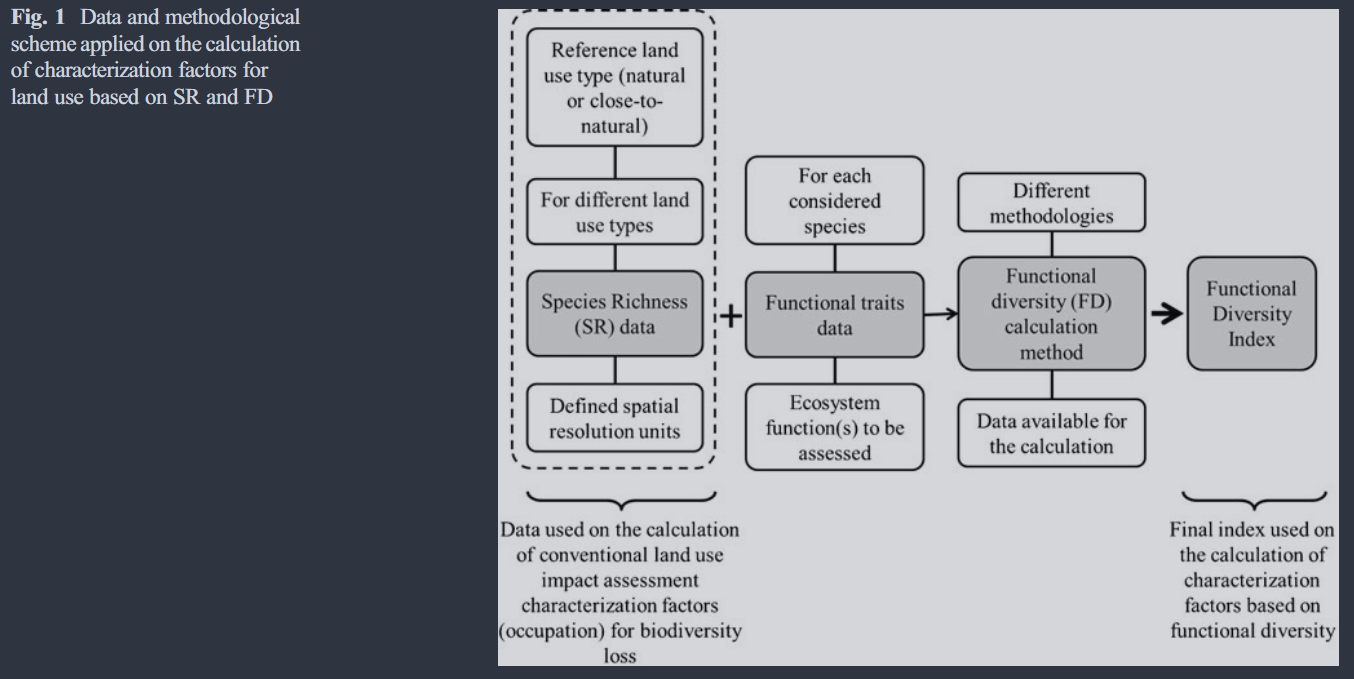 Fig. 1 Data and methodological
scheme applied on the calculation
of characterization factors for
land use based on SR and FD
Reference land
use type (natural
or close-to-
natural)
For different land
use types
Species Richness
(SR) data
Defined spatial
resolution units
+
For each
considered
species
Functional traits
data
Ecosystem
function(s) to be
assessed
Different
methodologies
Functional
diversity (FD)
calculation
method
Data available for
the calculation
Functional
Diversity
Index
Data used on the calculation
of conventional land use
impact assessment
characterization factors
(occupation) for biodiversity
loss
Final index used on
the calculation of
characterization
factors based on
functional diversity